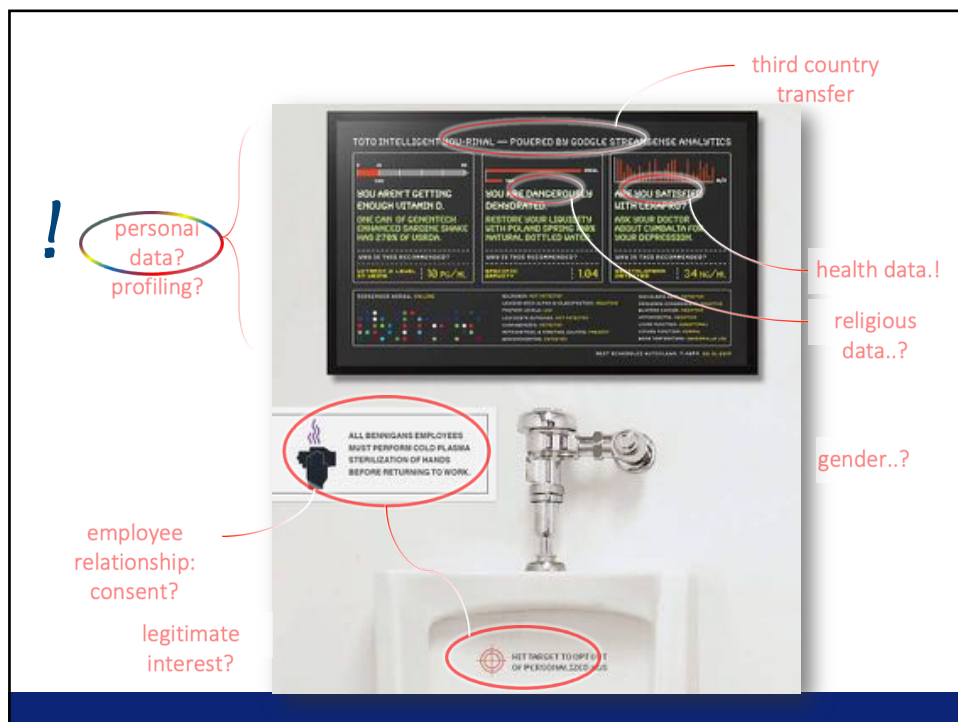 third country
transfer
TOTO INTELLIGENT YOU-RINAL — POWERED BY GOOGLE STREAMSENSE ANALYTICS
YOU AREN'T GETTING
ENOUGH VITAMIN D.
ONE CAN OF GENENTECH
ENHANCED SARDINE SHAKE
HAS 270% OF USRDA.
WHY IS THIS RECOMMENDED?
10 PG/ML
YOU ARE DANGEROUSLY
DEHYDRATED.
RESTORE YOUR LIQUIDITY
WITH POLAND SPRING
NATURAL BOTTLED WATER
WHY IS THIS RECOMMENDED?
SPECIFIC
GRAVITY
1.04
ARE YOU SATISFIED
WITH LEXAPRO?
ASK YOUR DOCTOR
ABOUT CYMBALTA FOR
YOUR DEPRESSION.
WHY IS THIS RECOMMENDED?
34 NG/ML
!
personal
data?
profiling?
health data.!
religious
data..?
ALL BENNIGANS EMPLOYEES
MUST PERFORM COLD PLASMA
STERILIZATION OF HANDS
BEFORE RETURNING TO WORK.
gender..?
employee
relationship:
consent?
legitimate
interest?
HIT TARGET TO OPT OUT
OF PERSONALIZED ADS